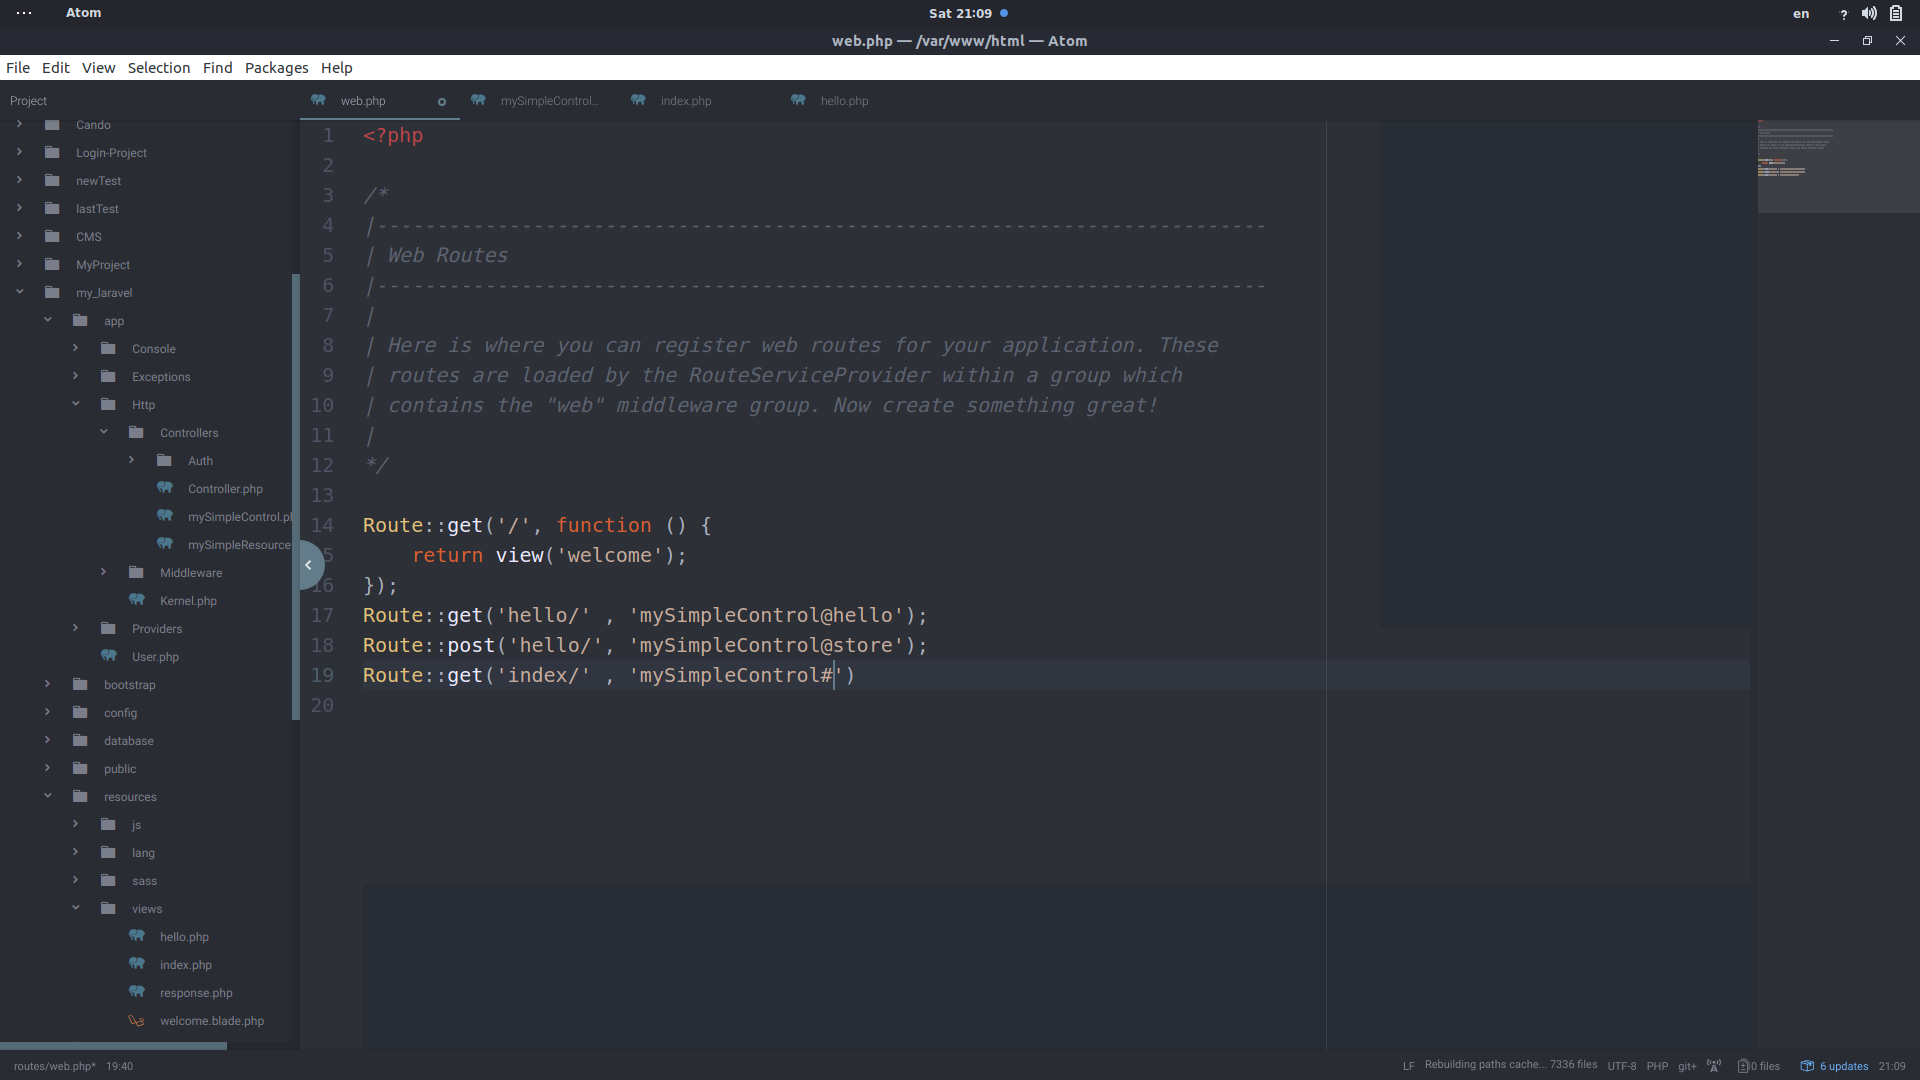 Atom
Sat 21:09
en
web.php — /var/www/html — Atom
File Edit View Selection Find Packages Help
Project
web.php
mySimpleControl...
index.php
hello.php
Cando
Login-Project
newTest
lastTest
CMS
MyProject
my_laravel
app
Console
Exceptions
Http
Controllers
Auth
Controller.php
mySimpleControl.ph
mySimpleResource
Middleware
Kernel.php
Providers
User.php
bootstrap
config
database
public
resources
js
lang
sass
views
hello.php
index.php
response.php
welcome.blade.php
1 <?php
2
3 /*
4 |--------------------------------------------------------------------------
5 | Web Routes
6 |--------------------------------------------------------------------------
7 |
8 | Here is where you can register web routes for your application. These
9 | routes are loaded by the RouteServiceProvider within a group which
10 | contains the "web" middleware group. Now create something great!
11 |
12 */
13
14 Route::get('/', function () {
5 return view('welcome');
16 });
17 Route::get('hello/' , 'mySimpleControl@hello');
18 Route::post('hello/', 'mySimpleControl@store');
19 Route::get('index/' , 'mySimpleControl#')
20
routes/web.php* 19:40
LF Rebuilding paths cache... 7336 files UTF-8 PHP git+ 0 files 6 updates 21:09